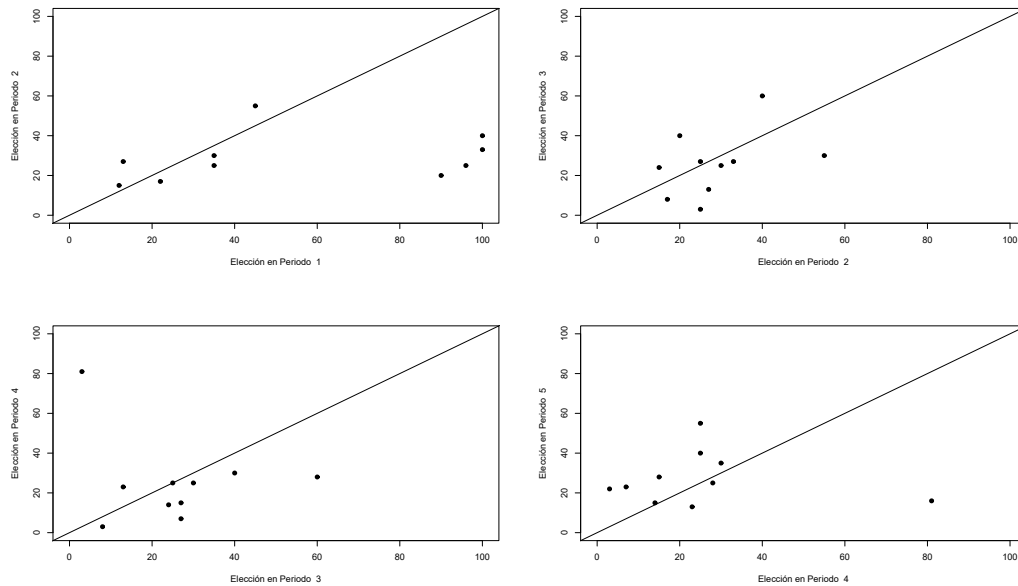 Elección en Periodo 2
100
80
60
40
20
0
0 20 40 60 80 100
Elección en Periodo 1
Elección en Periodo 3
100
80
60
40
20
0
0 20 40 60 80 100
Elección en Periodo 2
Elección en Periodo 4
100
80
60
40
20
0
0 20 40 60 80 100
Elección en Periodo 3
Elección en Periodo 5
100
80
60
40
20
0
0 20 40 60 80 100
Elección en Periodo 4